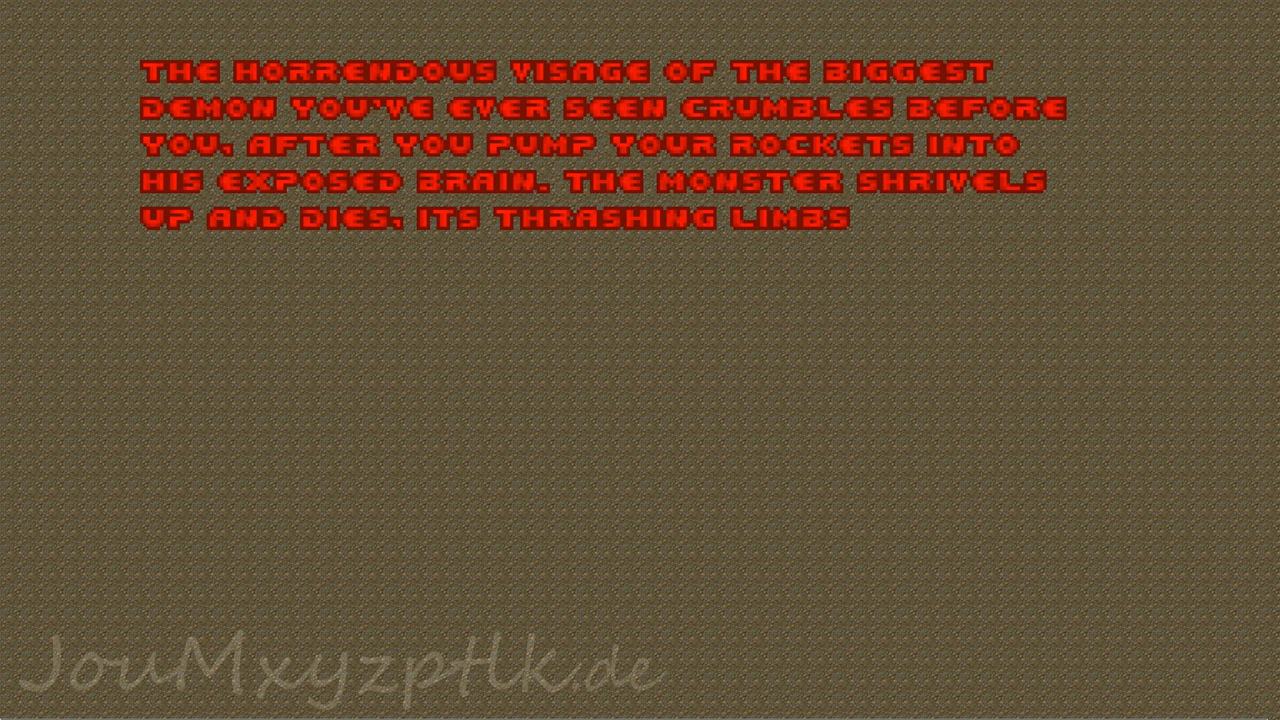 THE HORRENDOUS VISAGE OF THE BIGGEST
DEMON YOU'VE EVER SEEN CRUMBLES BEFORE
YOU, AFTER YOU PUMP YOUR ROCKETS INTO
HIS EXPOSED BRAIN. THE MONSTER SHRIVELS
UP AND DIES, ITS THRASHING LIMBS
JouMxyzptlk.de